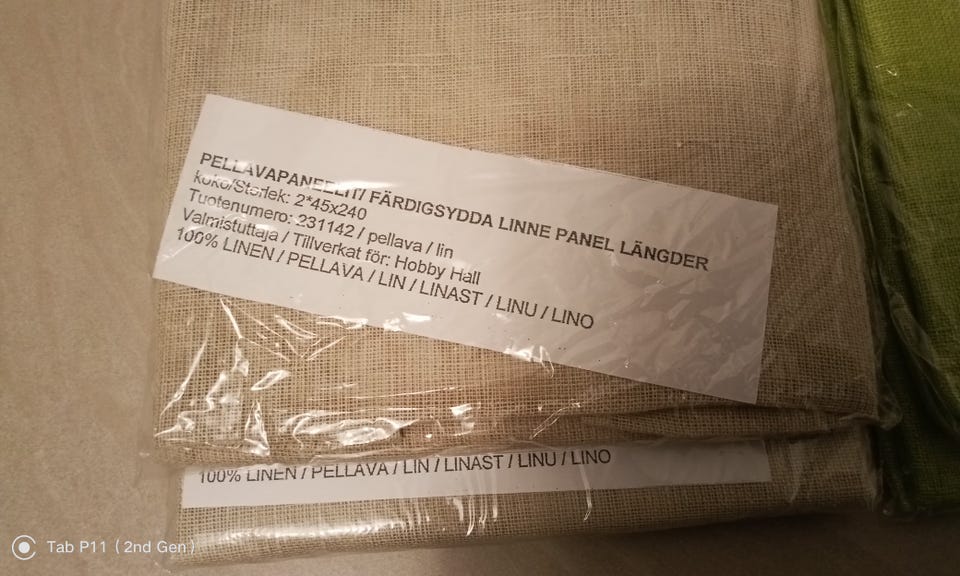 PELLAVAPANEELIT/ FÄRDIGSYDDA LINNE PANEL LÄNGDER
koko/Storlek: 2*45x240
Tuotenumero: 231142 / pellava / lin
Valmistuttaja / Tillverkat för: Hobby Hall
100% LINEN / PELLAVA / LIN / LINAST / LINU / LINO
100% LINEN / PELLAVA / LIN / LINAST / LINU / LINO
Tab P11 (2nd Gen)